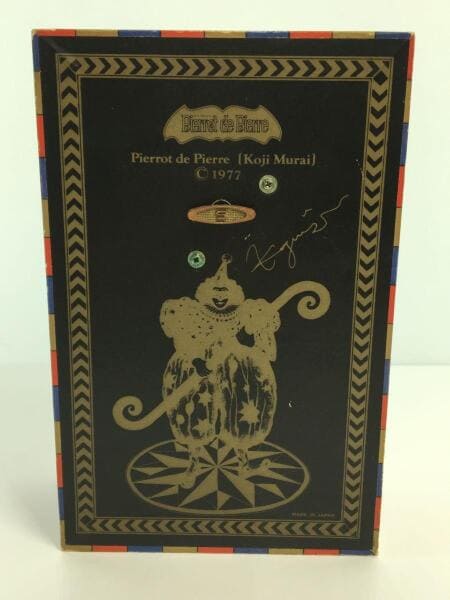 Pierrot de Pierre
Pierrot de Pierre [Koji Murai]
© 1977
MADE IN JAPAN